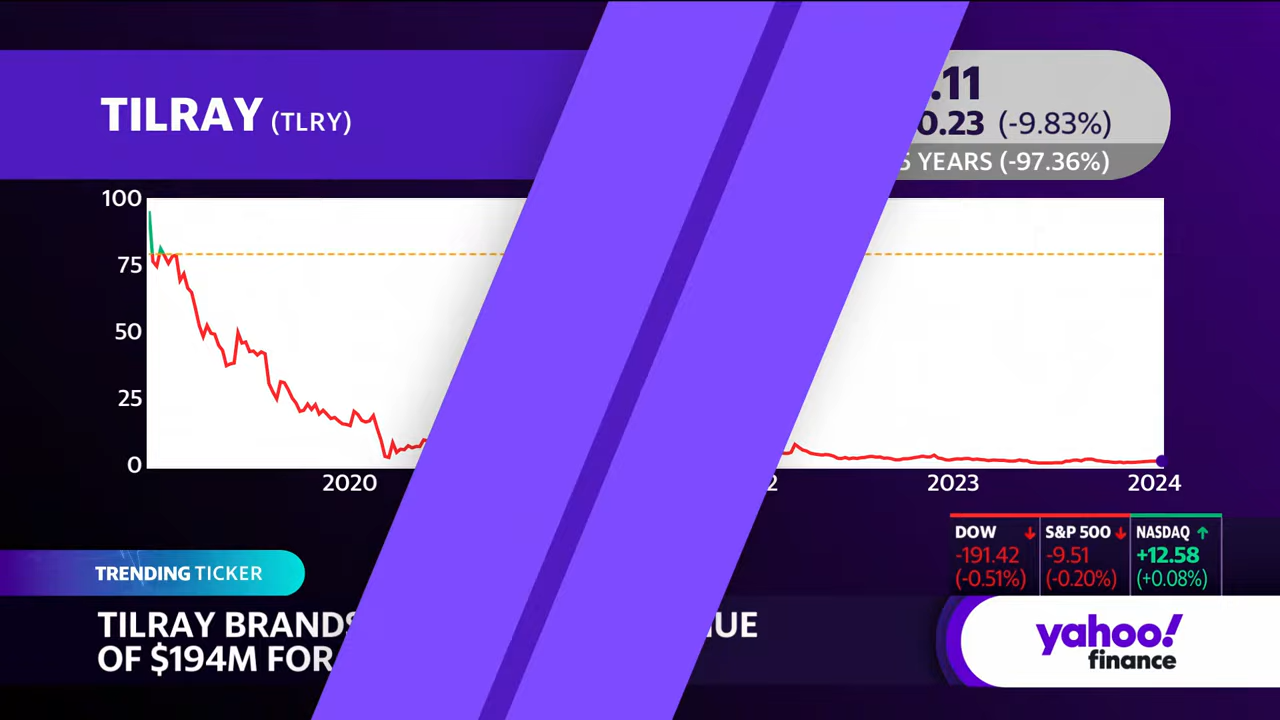 TILRAY (TLRY)
.11
0.23 (-9.83%)
5 YEARS (-97.36%)
100
75
50
25
0
2020
2
2023
2024
DOW
-191.42
(-0.51%)
S&P 500
-9.51
(-0.20%)
NASDAQ
+12.58
(+0.08%)
TRENDING TICKER
TILRAY BRANDS UE
OF $194M FOR
yahoo!
finance